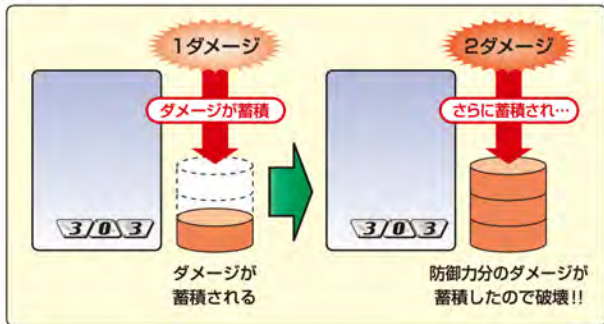 1ダメージ
ダメージが蓄積
3/0\3/
ダメージが
蓄積される
2ダメージ
さらに蓄積され…
3/0\3/
防御力分のダメージが
蓄積したので破壊!!